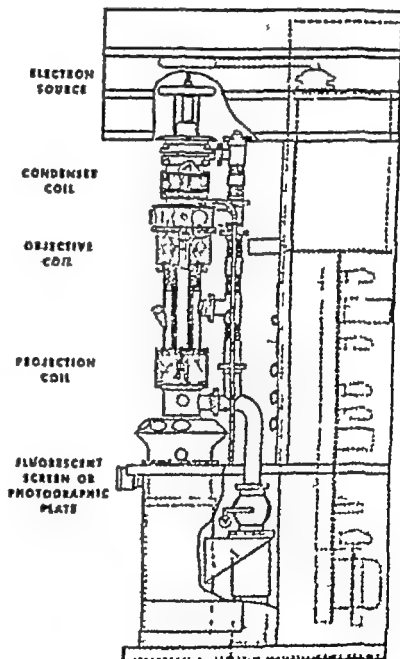 ELECTRON
SOURCE
CONDENSER
COIL
OBJECTIVE
COIL
PROJECTION
COIL
FLUORESCENT
SCREEN OR
PHOTOGRAPHIC
PLATE